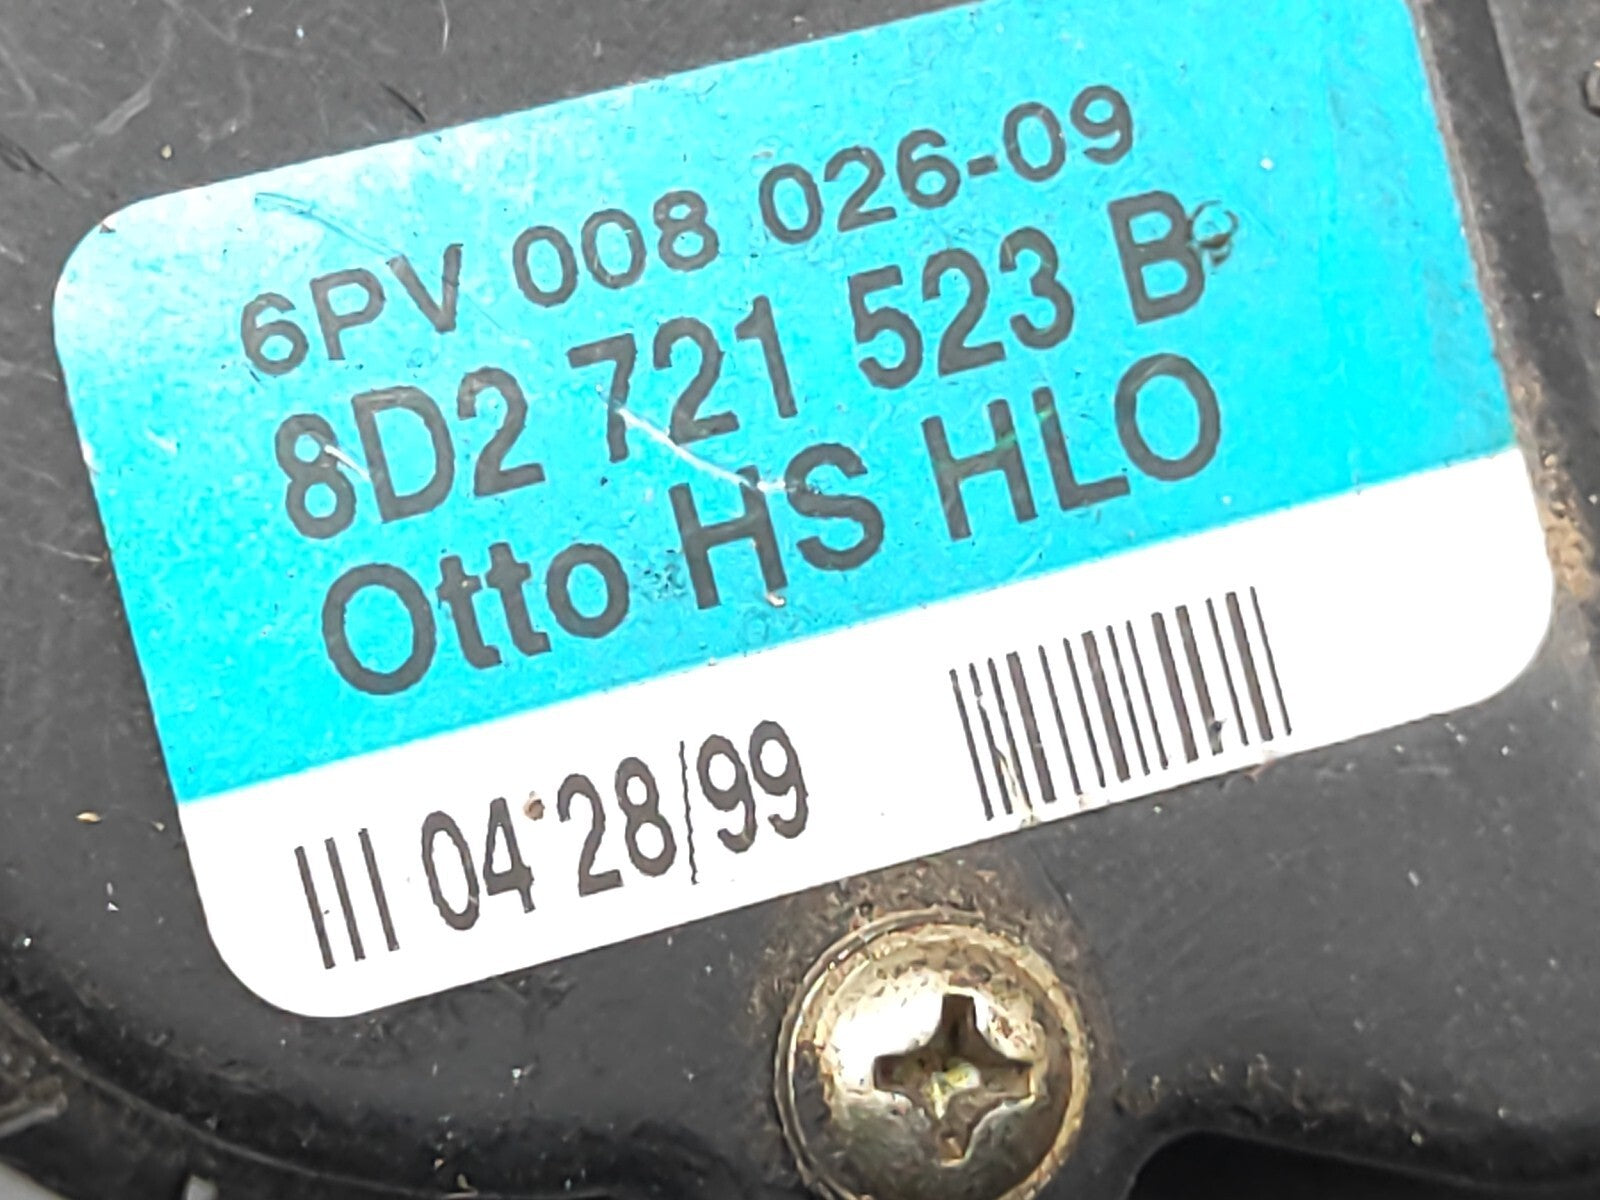 6PV 008 026-09
8D2 721 523 B
Otto HS HLO
04 28/99